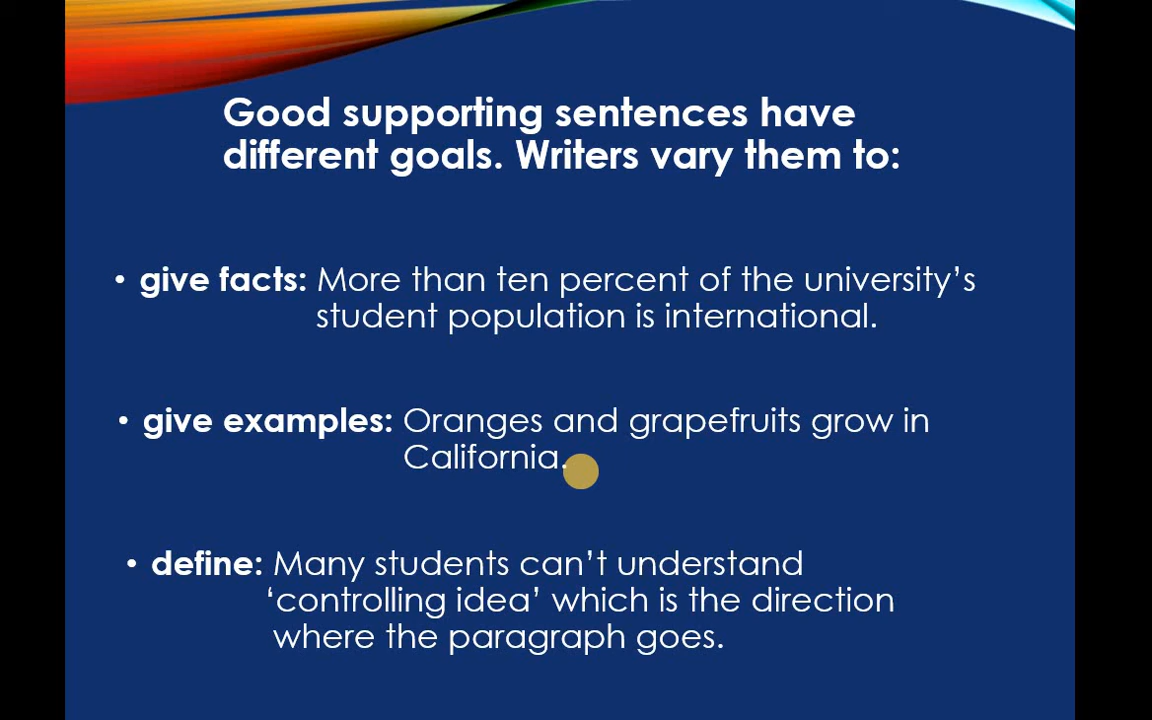 Good supporting sentences have
different goals. Writers vary them to:
• give facts: More than ten percent of the university’s
student population is international.
• give examples: Oranges and grapefruits grow in
California.
• define: Many students can’t understand
‘controlling idea’ which is the direction
where the paragraph goes.